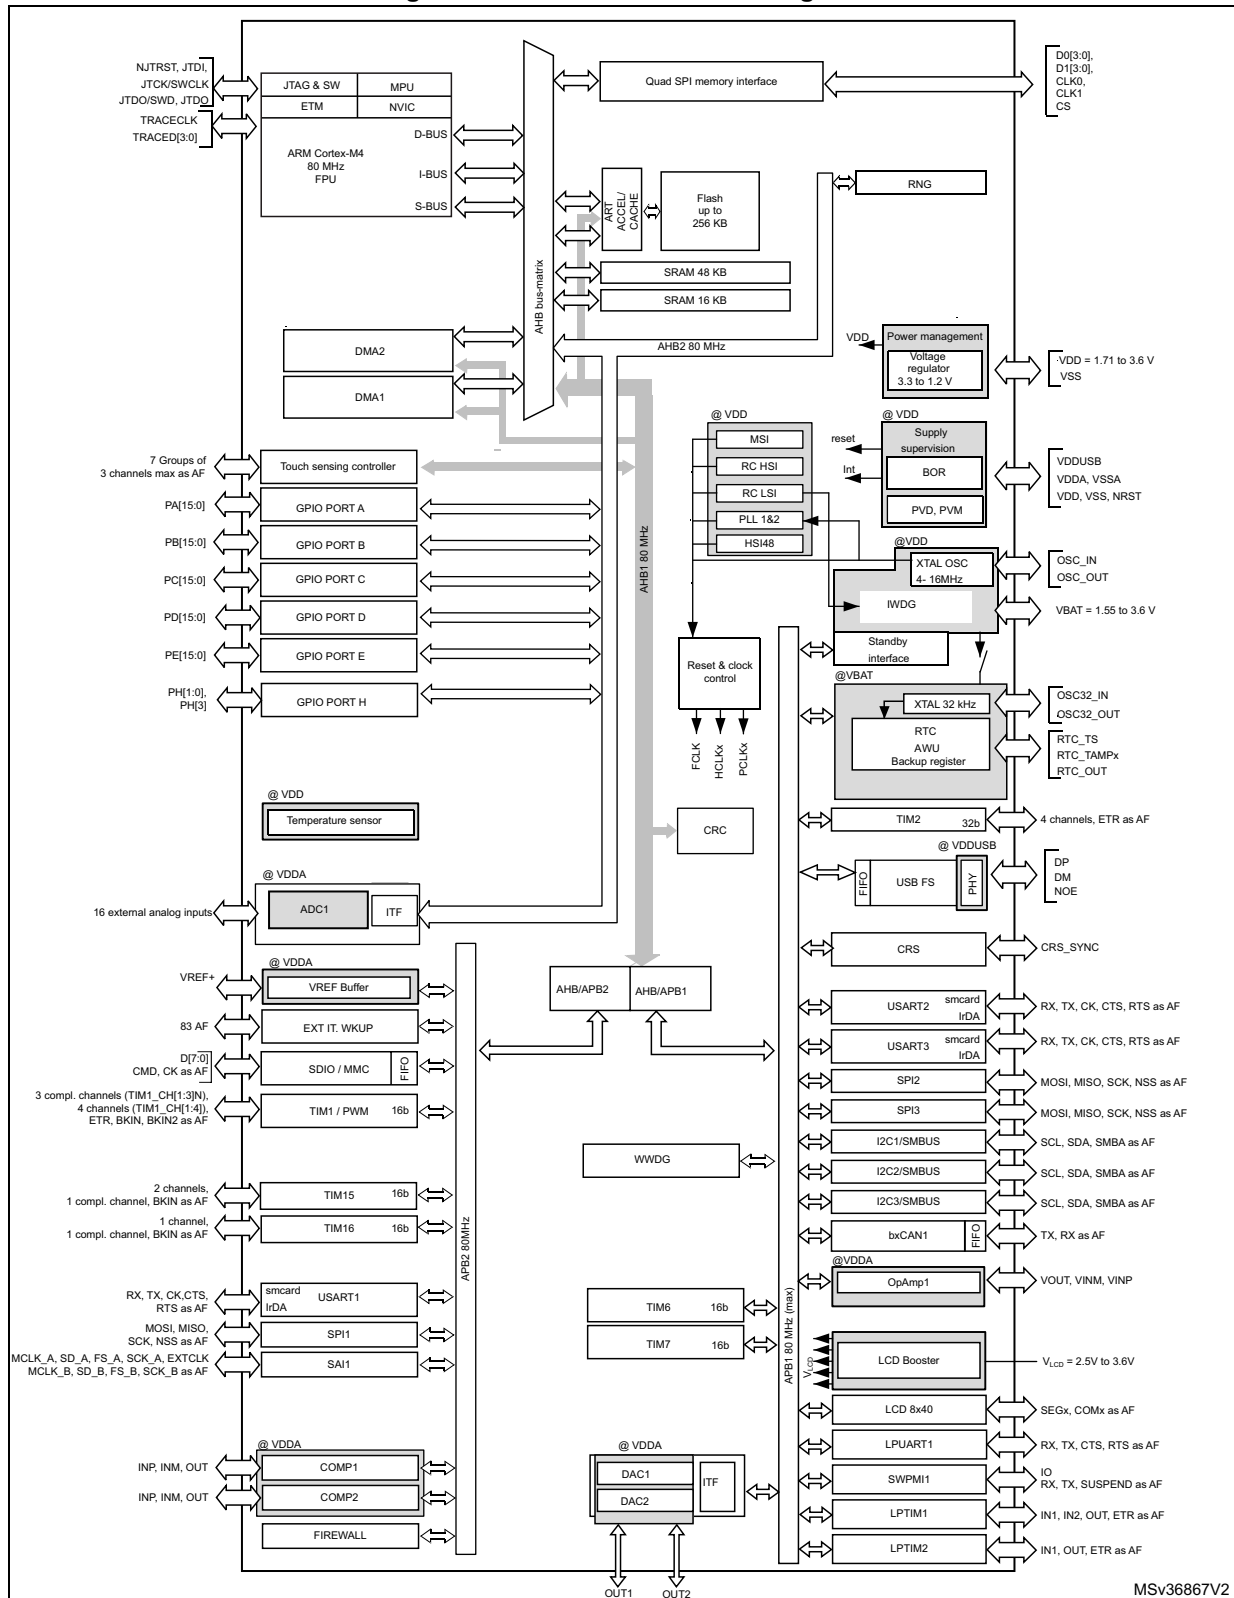 NJTRST, JTDI,
JTCK/SWCLK
JTDO/SWD, JTDO
TRACECLK
TRACED[3:0]
JTAG & SW
MPU
ETM
NVIC
ARM Cortex-M4
80 MHz
FPU
D-BUS
I-BUS
S-BUS
AHB bus-matrix
Quad SPI memory interface
D0[3:0],
D1[3:0],
CLK0,
CLK1
CS
ART
ACCEL/
CACHE
Flash
up to
256 KB
RNG
SRAM 48 KB
SRAM 16 KB
AHB2 80 MHz
DMA2
DMA1
VDD
Power management
Voltage
regulator
3.3 to 1.2 V
VDD = 1.71 to 3.6 V
VSS
@ VDD
MSI
RC HSI
RC LSI
PLL 1&2
HSI48
@ VDD
reset
Int
Supply
supervision
BOR
PVD, PVM
VDDUSB
VDDA, VSSA
VDD, VSS, NRST
7 Groups of
3 channels max as AF
Touch sensing controller
PA[15:0]
GPIO PORT A
PB[15:0]
GPIO PORT B
PC[15:0]
GPIO PORT C
PD[15:0]
GPIO PORT D
PE[15:0]
GPIO PORT E
PH[1:0],
PH[3]
GPIO PORT H
AHB1 80 MHz
@VDD
XTAL OSC
4- 16MHz
IWDG
OSC_IN
OSC_OUT
VBAT = 1.55 to 3.6 V
Standby
interface
Reset & clock
control
FCLK
HCLKx
PCLKx
@VBAT
XTAL 32 kHz
RTC
AWU
Backup register
OSC32_IN
OSC32_OUT
RTC_TS
RTC_TAMPx
RTC_OUT
@ VDD
Temperature sensor
CRC
TIM2
32b
4 channels, ETR as AF
@ VDDUSB
FIFO
USB FS
PHY
DP
DM
NOE
@ VDDA
16 external analog inputs
ADC1
ITF
CRS
CRS_SYNC
@ VDDA
VREF+
VREF Buffer
AHB/APB2
AHB/APB1
83 AF
EXT IT. WKUP
D[7:0]
CMD, CK as AF
SDIO / MMC
FIFO
3 compl. channels (TIM1_CH[1:3]N),
4 channels (TIM1_CH[1:4]),
ETR, BKIN, BKIN2 as AF
TIM1 / PWM
16b
USART2
smcard
IrDA
RX, TX, CK, CTS, RTS as AF
USART3
smcard
IrDA
RX, TX, CK, CTS, RTS as AF
SPI2
MOSI, MISO, SCK, NSS as AF
SPI3
MOSI, MISO, SCK, NSS as AF
I2C1/SMBUS
SCL, SDA, SMBA as AF
WWDG
I2C2/SMBUS
SCL, SDA, SMBA as AF
I2C3/SMBUS
SCL, SDA, SMBA as AF
2 channels,
1 compl. channel, BKIN as AF
TIM15
16b
1 channel,
1 compl. channel, BKIN as AF
TIM16
16b
APB2 80MHz
bxCAN1
FIFO
TX, RX as AF
@VDDA
OpAmp1
VOUT, VINM, VINP
RX, TX, CK,CTS,
RTS as AF
smcard
IrDA
USART1
MOSI, MISO,
SCK, NSS as AF
SPI1
MCLK_A, SD_A, FS_A, SCK_A, EXTCLK
MCLK_B, SD_B, FS_B, SCK_B as AF
SAI1
TIM6
16b
TIM7
16b
APB1 80 MHz (max)
VLCD
LCD Booster
VLCD = 2.5V to 3.6V
LCD 8x40
SEGx, COMx as AF
LPUART1
RX, TX, CTS, RTS as AF
SWPMI1
IO
RX, TX, SUSPEND as AF
LPTIM1
IN1, IN2, OUT, ETR as AF
LPTIM2
IN1, OUT, ETR as AF
@ VDDA
INP, INM, OUT
COMP1
INP, INM, OUT
COMP2
FIREWALL
@ VDDA
DAC1
DAC2
ITF
OUT1
OUT2
MSv36867V2